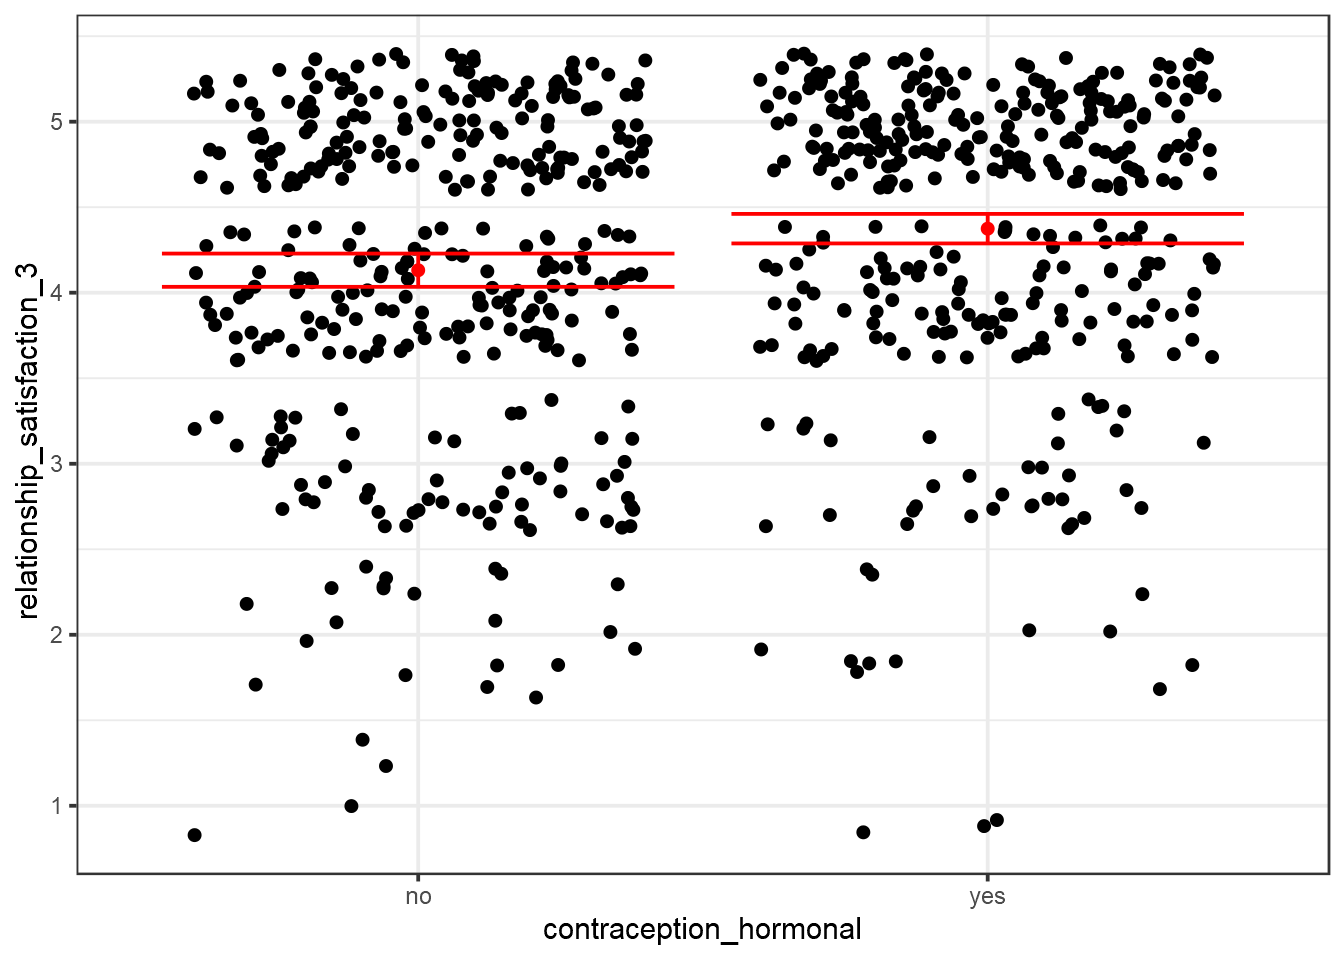 relationship_satisfaction_3
5
4
3
2
1
no yes
contraception_hormonal